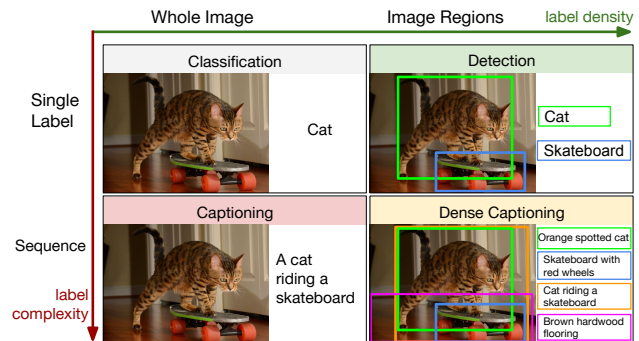 Whole Image
Image Regions
label density
Single
Label
Classification
Cat
Detection
Cat
Skateboard
Sequence
label
complexity
Captioning
A cat
riding a
skateboard
Dense Captioning
Orange spotted cat
Skateboard with
red wheels
Cat riding a
skateboard
Brown hardwood
flooring